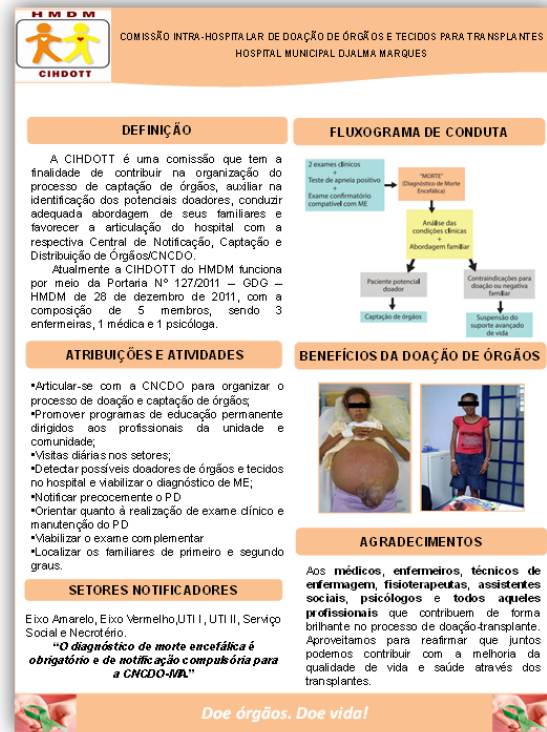 HMDM
CIHDOTT
COMISSÃO INTRA-HOSPITALAR DE DOAÇÃO DE ÓRGÃOS E TECIDOS PARA TRANSPLANTES
HOSPITAL MUNICIPAL DJALMA MARQUES
DEFINIÇÃO
A CIHDOTT é uma comissão que tem a
finalidade de contribuir na organização do
processo de captação de órgãos, auxiliar na
identificação dos potenciais doadores, conduzir
adequada abordagem de seus familiares e
favorecer a articulação do hospital com a
respectiva Central de Notificação, Captação e
Distribuição de Órgãos/CNCDO.
Atualmente a CIHDOTT do HMDM funciona
por meio da Portaria Nº 127/2011 – GDG –
HMDM de 28 de dezembro de 2011, com a
composição de 5 membros, sendo 3
enfermeiras, 1 médica e 1 psicóloga.
ATRIBUIÇÕES E ATIVIDADES
▪Articular-se com a CNCDO para organizar o
processo de doação e captação de órgãos;
▪Promover programas de educação permanente
dirigidos aos profissionais da unidade e
comunidade;
▪Visitas diárias nos setores;
▪Detectar possíveis doadores de órgãos e tecidos
no hospital e viabilizar o diagnóstico de ME;
▪Notificar precocemente o PD
▪Orientar quanto à realização de exame clínico e
manutenção do PD
▪Viabilizar o exame complementar
▪Localizar os familiares de primeiro e segundo
graus.
SETORES NOTIFICADORES
Eixo Amarelo, Eixo Vermelho,UTI I, UTI II, Serviço
Social e Necrotério.
“O diagnóstico de morte encefálica é
obrigatório e de notificação compulsória para
a CNCDO-MA.”
FLUXOGRAMA DE CONDUTA
2 exames clínicos
+
Teste de apneia positivo
+
Exame confirmatório
compatível com ME
"MORTE"
(Diagnóstico de Morte
Encefálica)
Análise das
condições clínicas
+
Abordagem familiar
Paciente potencial
doador
Contraindicações para
doação ou negativa
familiar
Captação de órgãos
Suspensão do
suporte avançado
de vida
BENEFÍCIOS DA DOAÇÃO DE ÓRGÃOS
AGRADECIMENTOS
Aos médicos, enfermeiros, técnicos de
enfermagem, fisioterapeutas, assistentes
sociais, psicólogos e todos aqueles
profissionais que contribuem de forma
brilhante no processo de doação-transplante.
Aproveitamos para reafirmar que juntos
podemos contribuir com a melhoria da
qualidade de vida e saúde através dos
transplantes.
Doe órgãos. Doe vida!